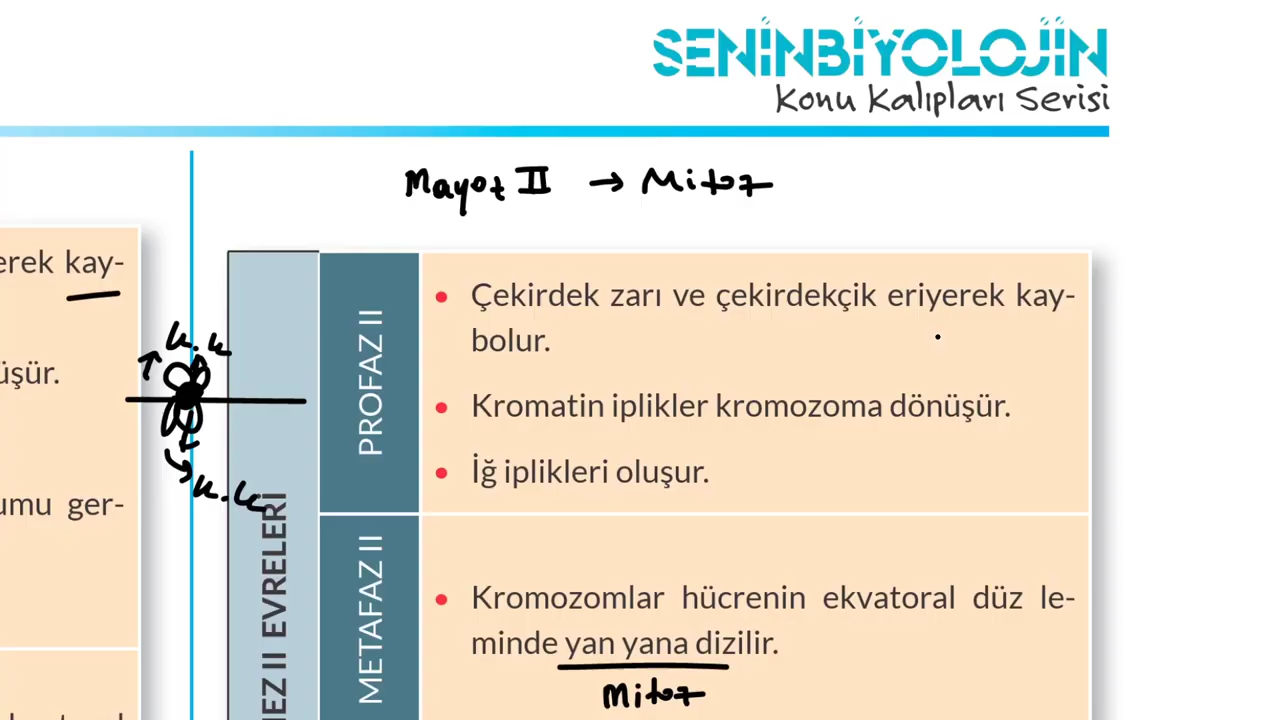 SENİNBİYOLOJİN
Konu Kalıpları Serisi
Mayoz II → Mitoz
erek kay-
üşür.
umu ger-
k.k
k.k
MEZ II EVRELERİ
PROFAZ II
• Çekirdek zarı ve çekirdekçik eriyerek kay-
bolur.
• Kromatin iplikler kromozoma dönüşür.
• İğ iplikleri oluşur.
METAFAZ II
• Kromozomlar hücrenin ekvatoral düz le-
minde yan yana dizilir.
Mitoz